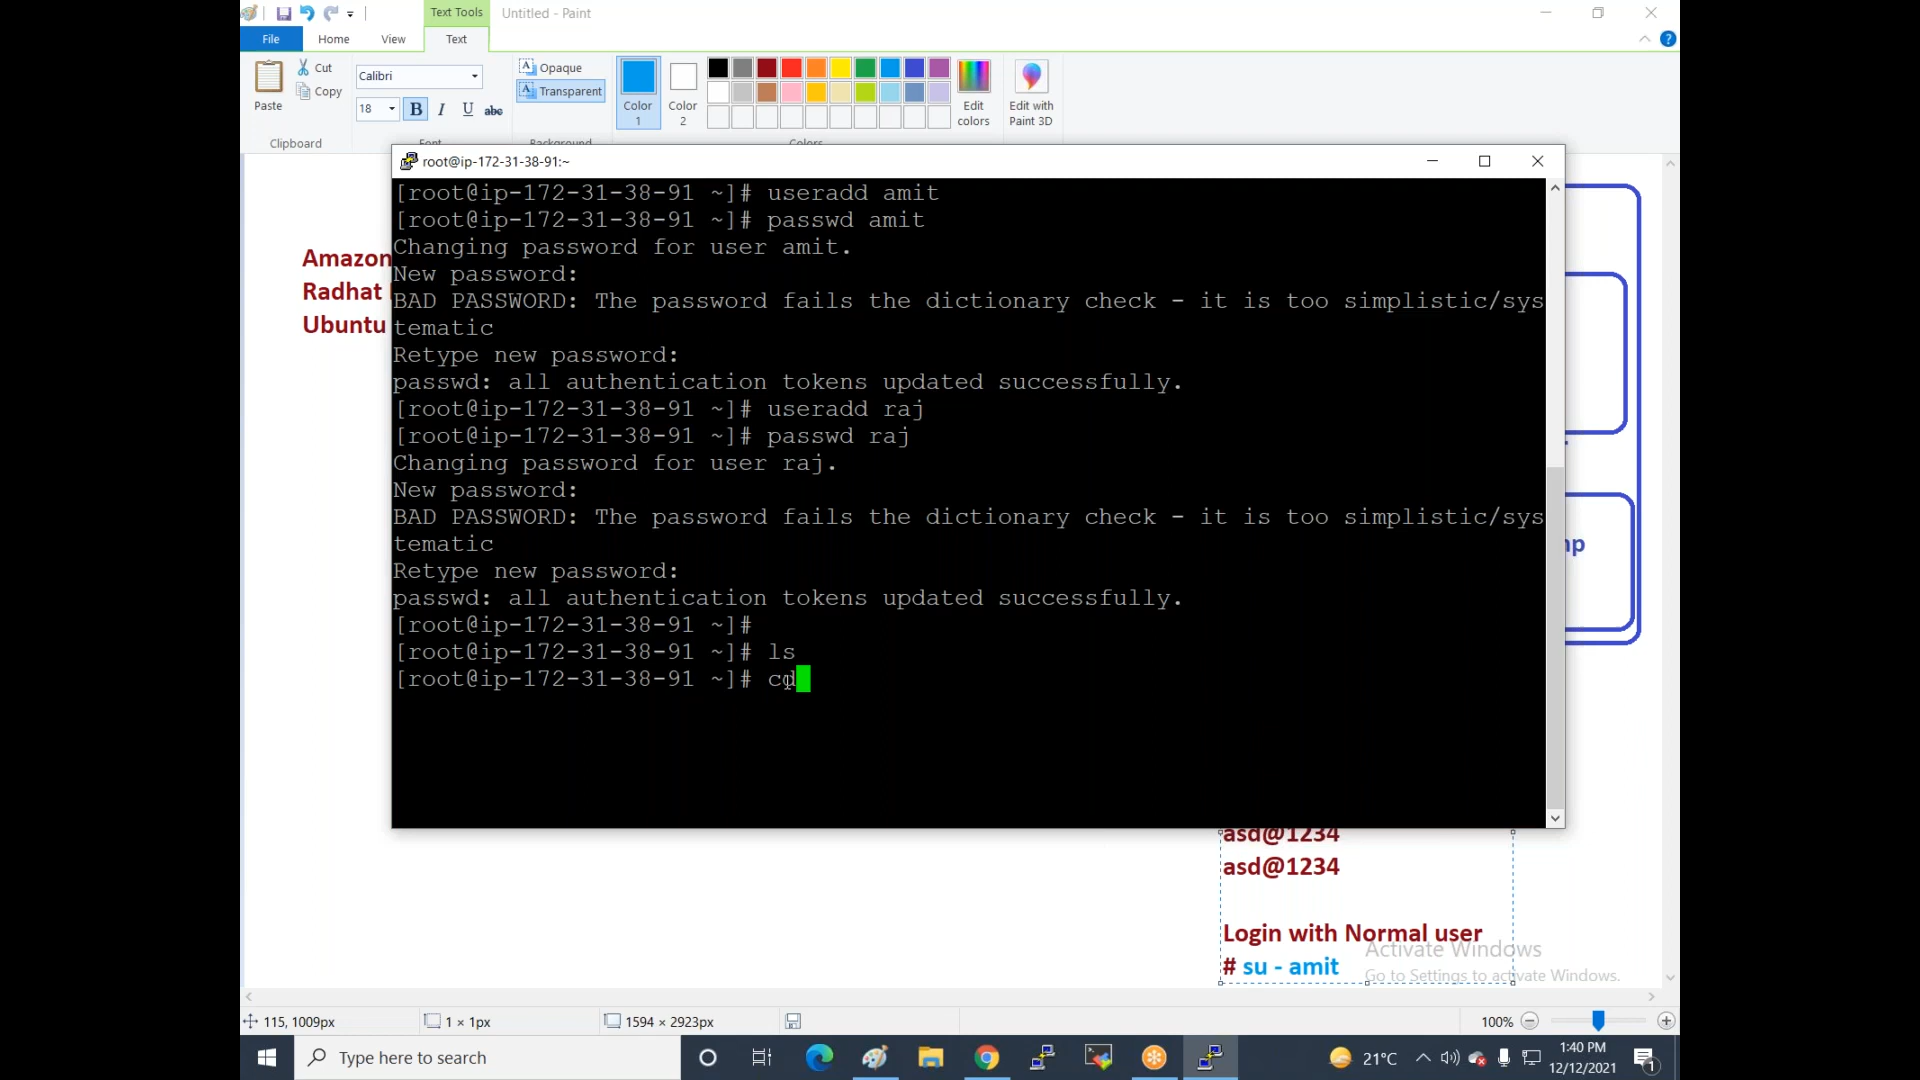 Text Tools
Untitled - Paint
File
Home
View
Text
Paste
Cut
Copy
Clipboard
Calibri
18
B
I
U
abc
Font
Opaque
Transparent
Background
Color
1
Color
2
Colors
Edit
colors
Edit with
Paint 3D
Amazon
Radhat
Ubuntu
root@ip-172-31-38-91:~
[root@ip-172-31-38-91 ~]# useradd amit
[root@ip-172-31-38-91 ~]# passwd amit
Changing password for user amit.
New password:
BAD PASSWORD: The password fails the dictionary check - it is too simplistic/sys
tematic
Retype new password:
passwd: all authentication tokens updated successfully.
[root@ip-172-31-38-91 ~]# useradd raj
[root@ip-172-31-38-91 ~]# passwd raj
Changing password for user raj.
New password:
BAD PASSWORD: The password fails the dictionary check - it is too simplistic/sys
tematic
Retype new password:
passwd: all authentication tokens updated successfully.
[root@ip-172-31-38-91 ~]#
[root@ip-172-31-38-91 ~]# ls
[root@ip-172-31-38-91 ~]# cd
asd@1234
asd@1234
Login with Normal user
# su - amit
Activate Windows
Go to Settings to activate Windows.
115, 1009px
1 × 1px
1594 × 2923px
100%
Type here to search
21°C
1:40 PM
12/12/2021
1